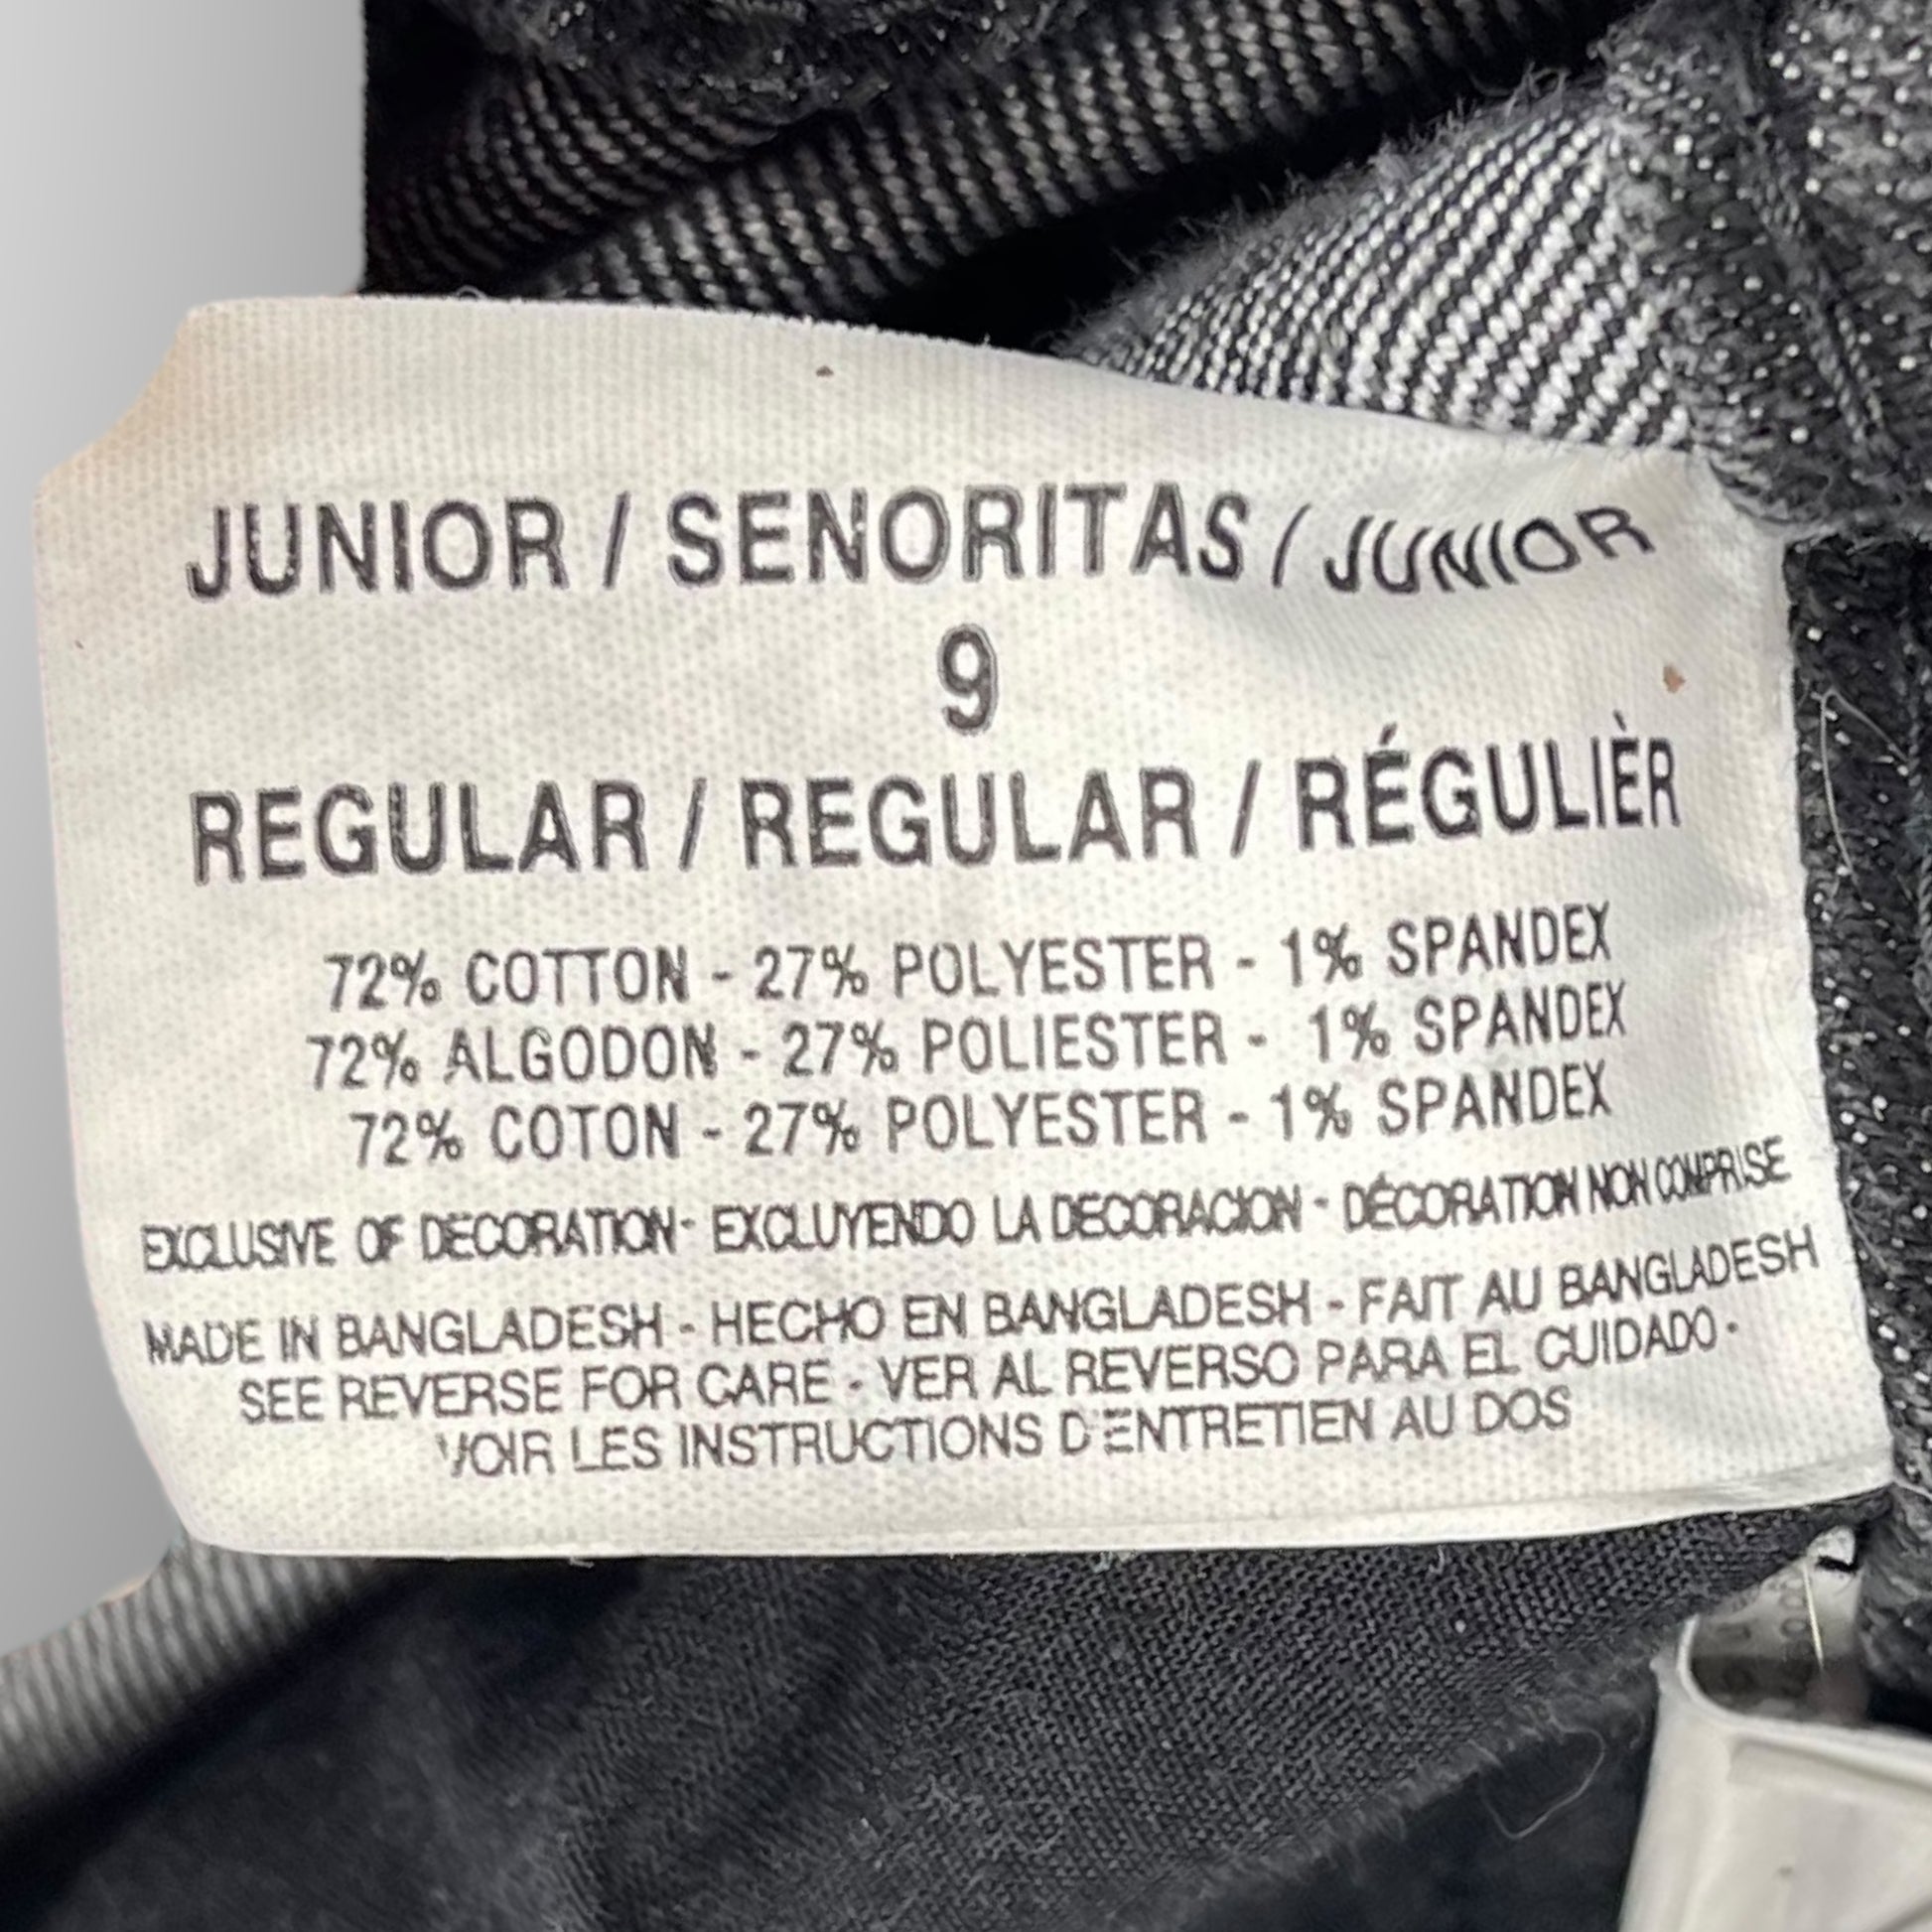 JUNIOR / SENORITAS / JUNIOR
9
REGULAR / REGULAR / RÉGULIÈR
72% COTTON - 27% POLYESTER - 1% SPANDEX
72% ALGODON - 27% POLIESTER - 1% SPANDEX
72% COTON - 27% POLYESTER - 1% SPANDEX
EXCLUSIVE OF DECORATION - EXCLUYENDO LA DECORACION - DÉCORATION NON COMPRISE
MADE IN BANGLADESH - HECHO EN BANGLADESH - FAIT AU BANGLADESH
SEE REVERSE FOR CARE - VER AL REVERSO PARA EL CUIDADO -
VOIR LES INSTRUCTIONS D'ENTRETIEN AU DOS